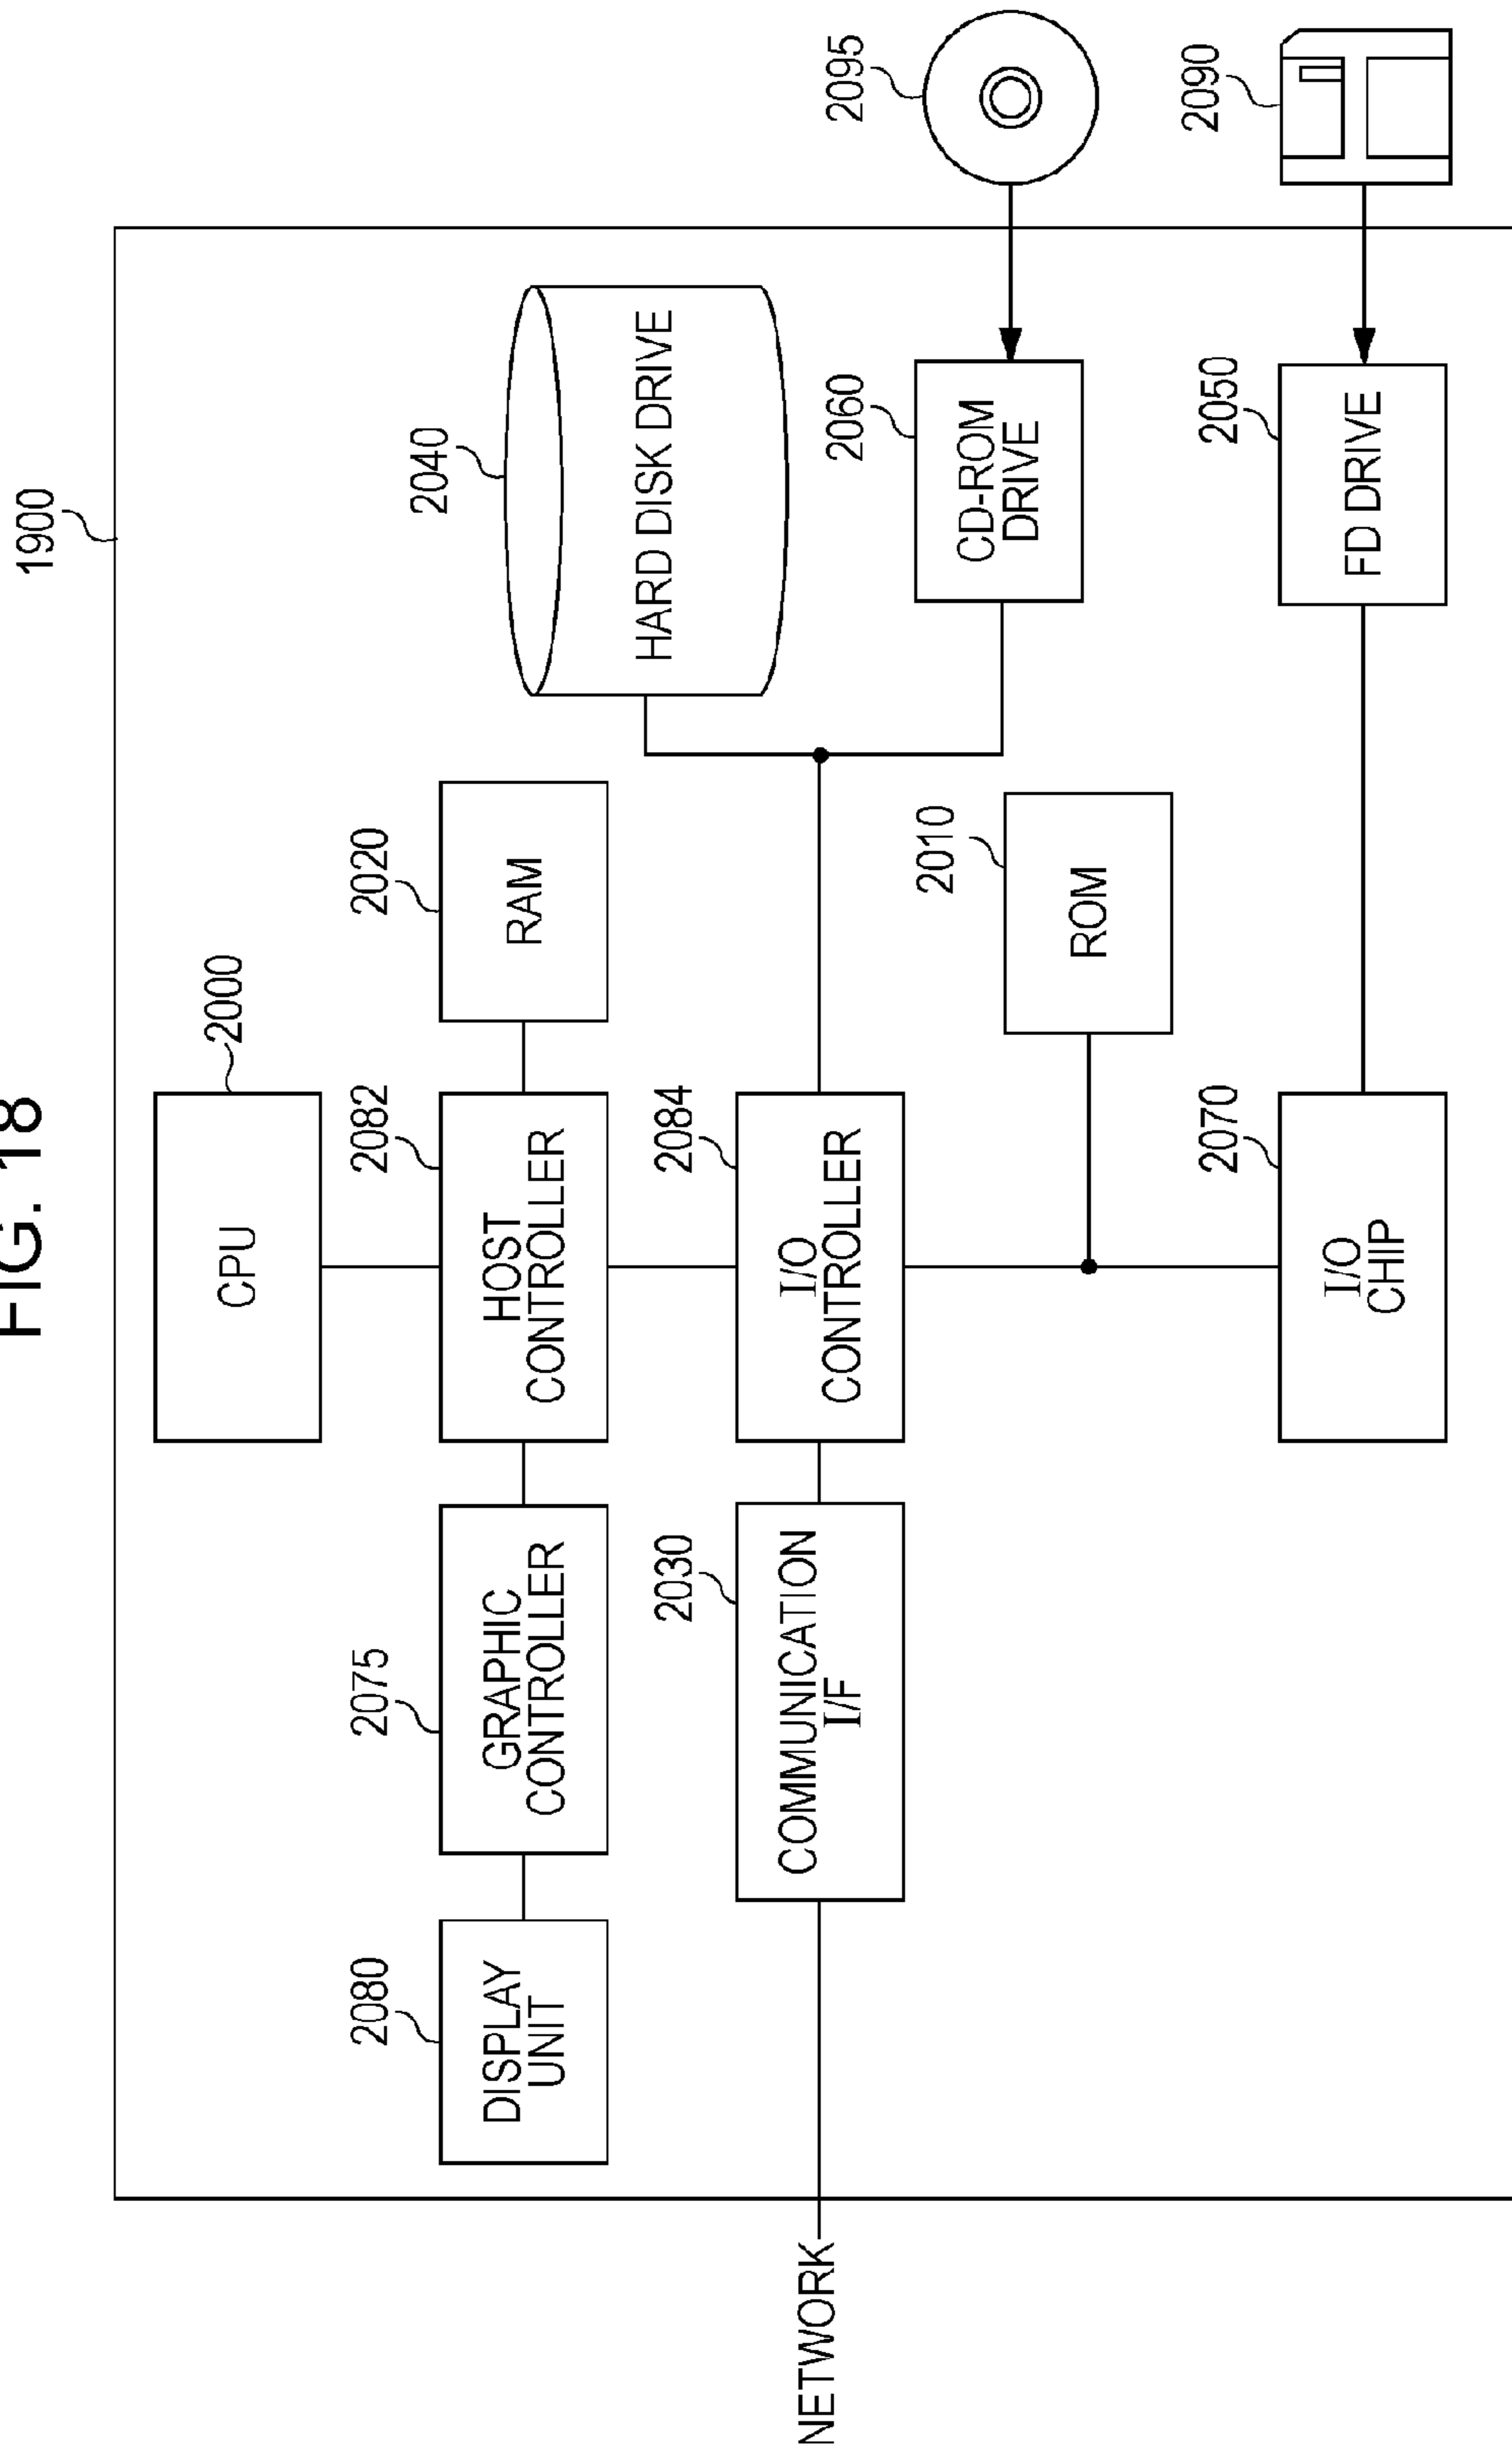 FIG. 18
1900
CPU
2000
2080
DISPLAY
UNIT
2075
GRAPHIC
CONTROLLER
2082
HOST
CONTROLLER
2020
RAM
2040
HARD DISK DRIVE
NETWORK
2030
COMMUNICATION
I/F
2084
I/O
CONTROLLER
2060
CD-ROM
DRIVE
2095
2010
ROM
2070
I/O
CHIP
2050
FD DRIVE
2090